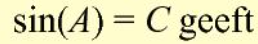 sin(A) = C geeft